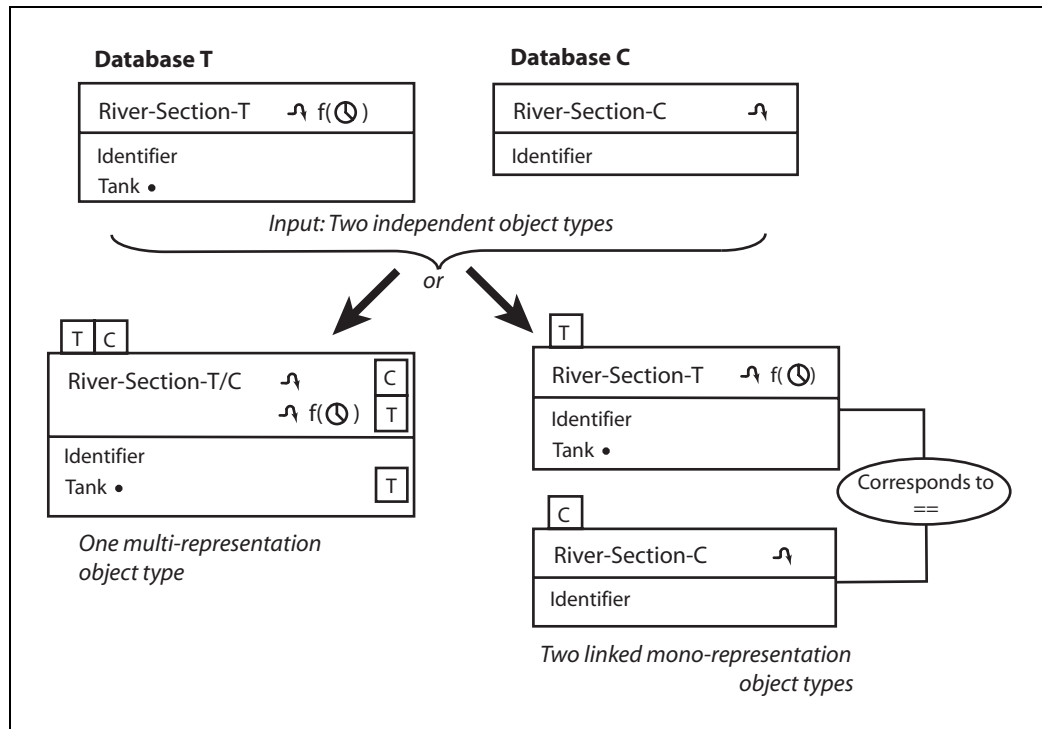 Database T
Database C
River-Section-T f( )
Identifier
Tank •
River-Section-C
Identifier
Input: Two independent object types
or
T C
River-Section-T/C C
f( ) T
Identifier
Tank • T
One multi-representation
object type
T
River-Section-T f( )
Identifier
Tank •
Corresponds to
==
C
River-Section-C
Identifier
Two linked mono-representation
object types